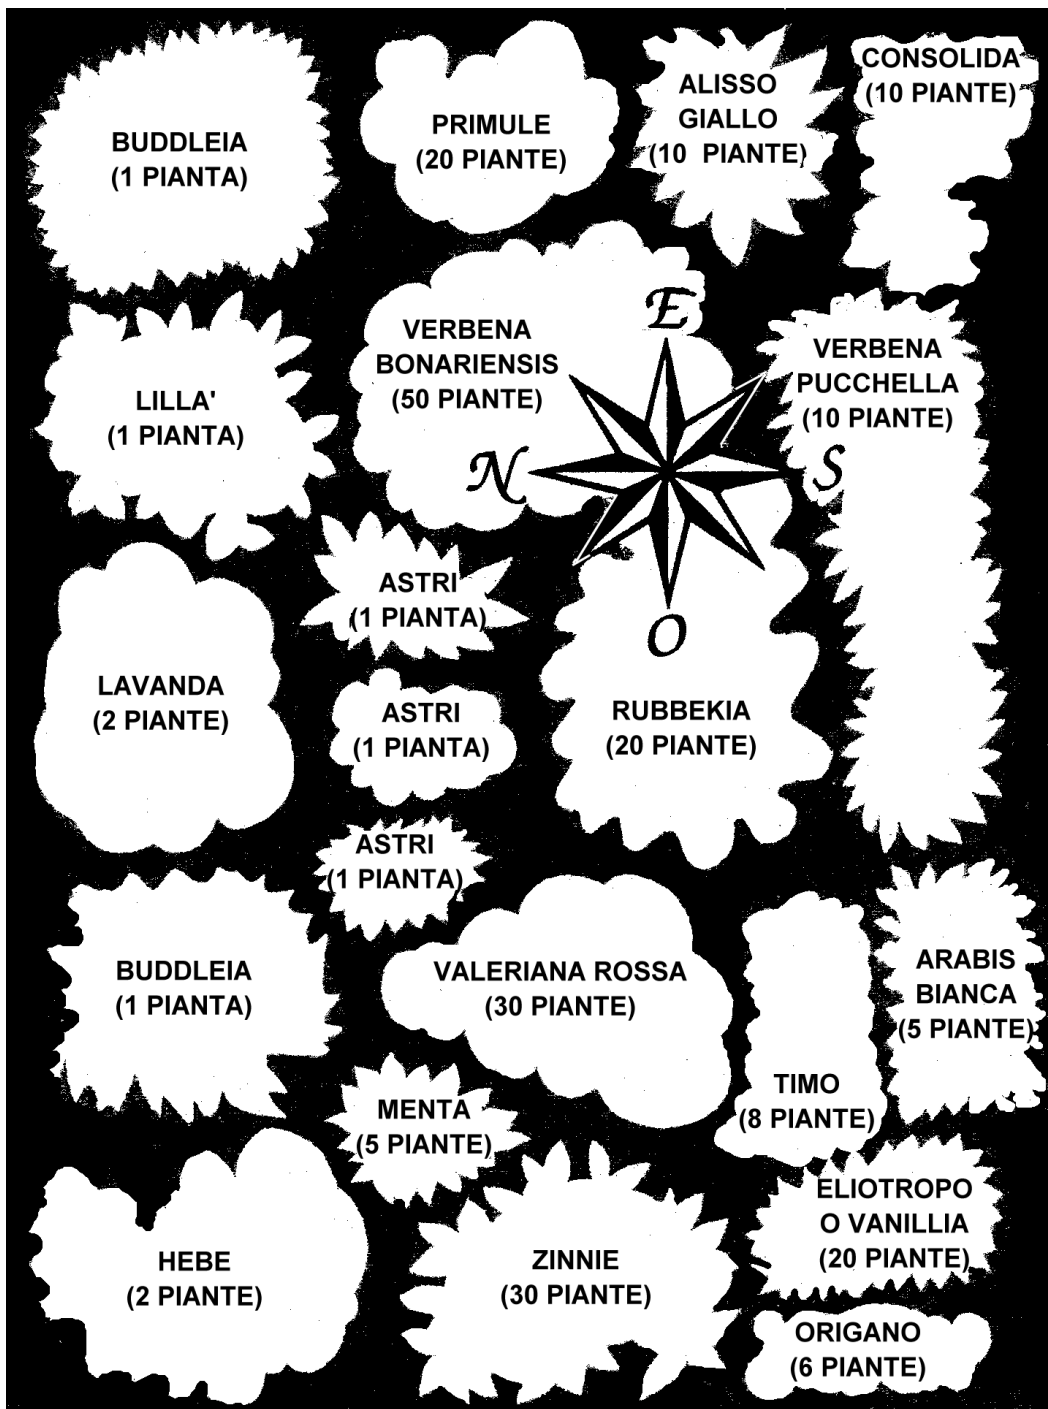 BUDDLEIA
(1 PIANTA)
PRIMULE
(20 PIANTE)
ALISSO
GIALLO
(10 PIANTE)
CONSOLIDA
(10 PIANTE)
VERBENA
BONARIENSIS
(50 PIANTE)
E
N
S
O
VERBENA
PUCCHELLA
(10 PIANTE)
LILLA'
(1 PIANTA)
ASTRI
(1 PIANTA)
LAVANDA
(2 PIANTE)
ASTRI
(1 PIANTA)
RUBBEKIA
(20 PIANTE)
ASTRI
(1 PIANTA)
BUDDLEIA
(1 PIANTA)
VALERIANA ROSSA
(30 PIANTE)
ARABIS
BIANCA
(5 PIANTE)
TIMO
(8 PIANTE)
MENTA
(5 PIANTE)
ELIOTROPO
O VANILLIA
(20 PIANTE)
HEBE
(2 PIANTE)
ZINNIE
(30 PIANTE)
ORIGANO
(6 PIANTE)